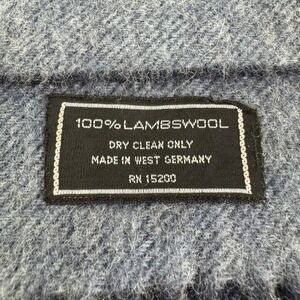 100% LAMBSWOOL
DRY CLEAN ONLY
MADE IN WEST GERMANY
RN 15200